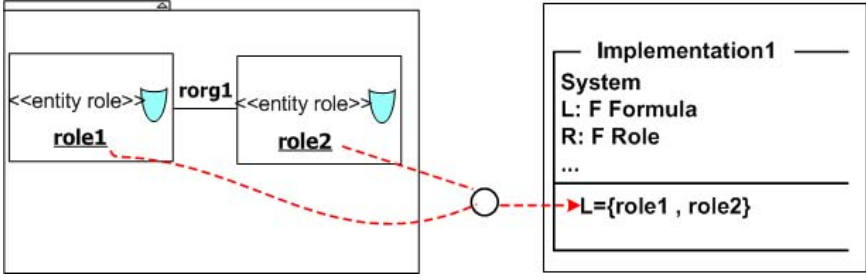 <<entity role>>
role1
rorg1
<<entity role>>
role2
Implementation1
System
L: F Formula
R: F Role
...
L={role1 , role2}